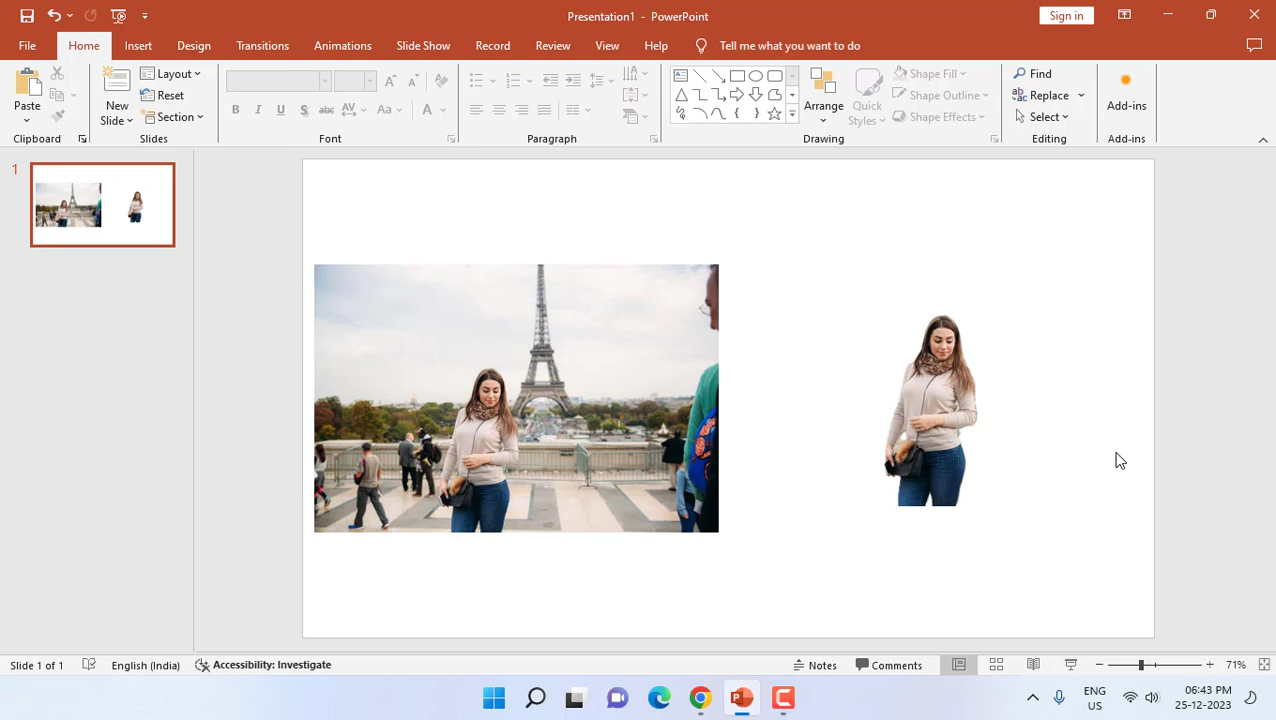 Presentation1 - PowerPoint
Sign in
File Home Insert Design Transitions Animations Slide Show Record Review View Help Tell me what you want to do
Paste
Clipboard
New
Slide
Layout
Reset
Section
Slides
B I U S abc AV Aa A
Font
Paragraph
Arrange
Quick
Styles
Shape Fill
Shape Outline
Shape Effects
Drawing
Find
Replace
Select
Editing
Add-ins
Add-ins
1
Slide 1 of 1 English (India) Accessibility: Investigate Notes Comments 71%
ENG
US
06:43 PM
25-12-2023